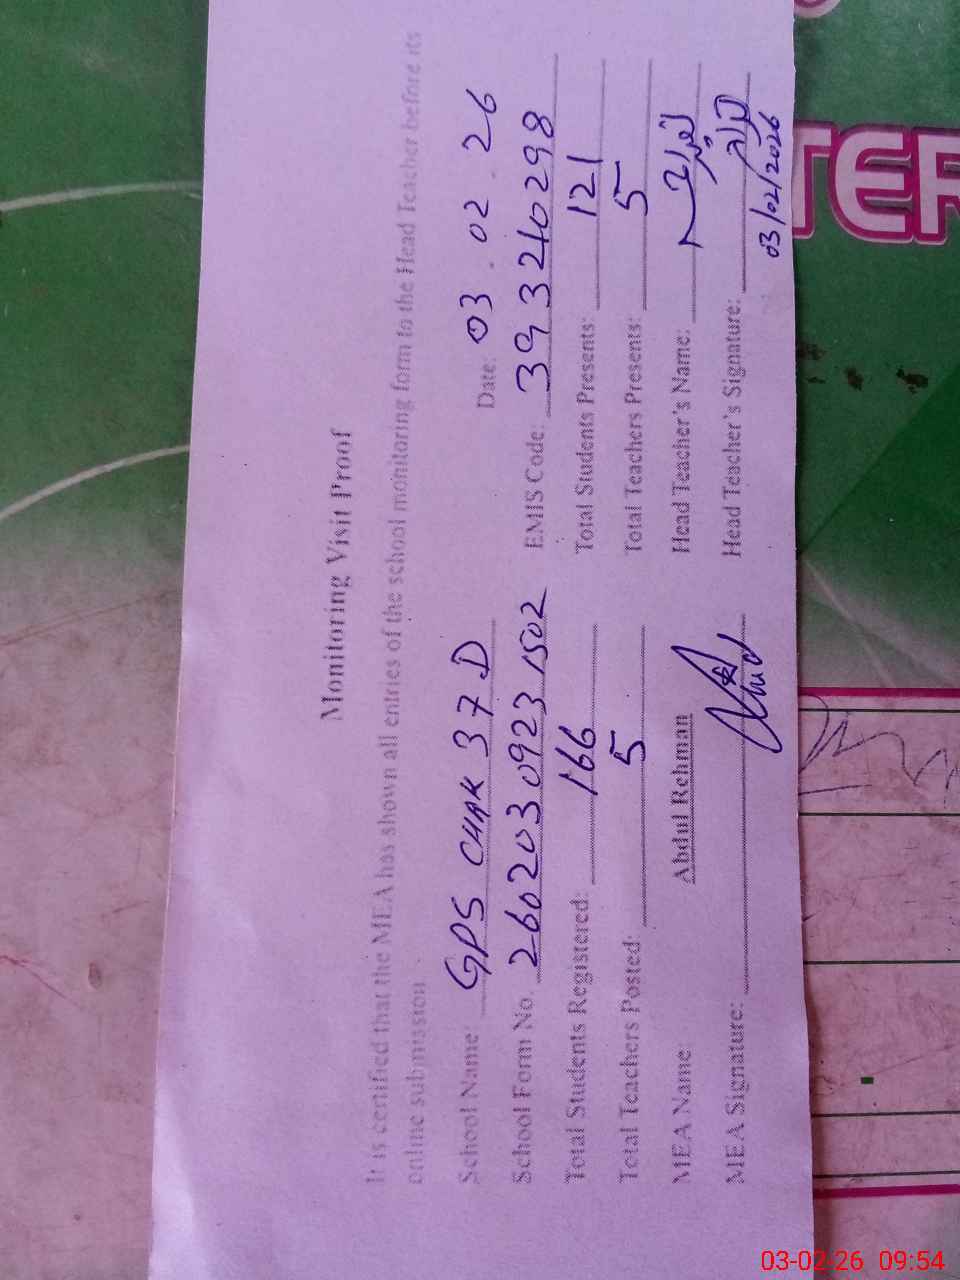 Monitoring Visit Proof
It is certified that the MEA has shown all entries of the school monitoring form to the Head Teacher before its
online submission
Date: 03.02.26
School Name: GPS CHAK 37 D
EMIS Code: 393240298
School Form No. 2602030923 1502
Total Students Registered: 166
Total Students Presents: 121
Total Teachers Posted: 5
Total Teachers Presents: 5
MEA Name: Abdul Rehman
Head Teacher's Name:
MEA Signature:
Head Teacher's Signature:
03/02/2026
TER
03-02-26 09:54